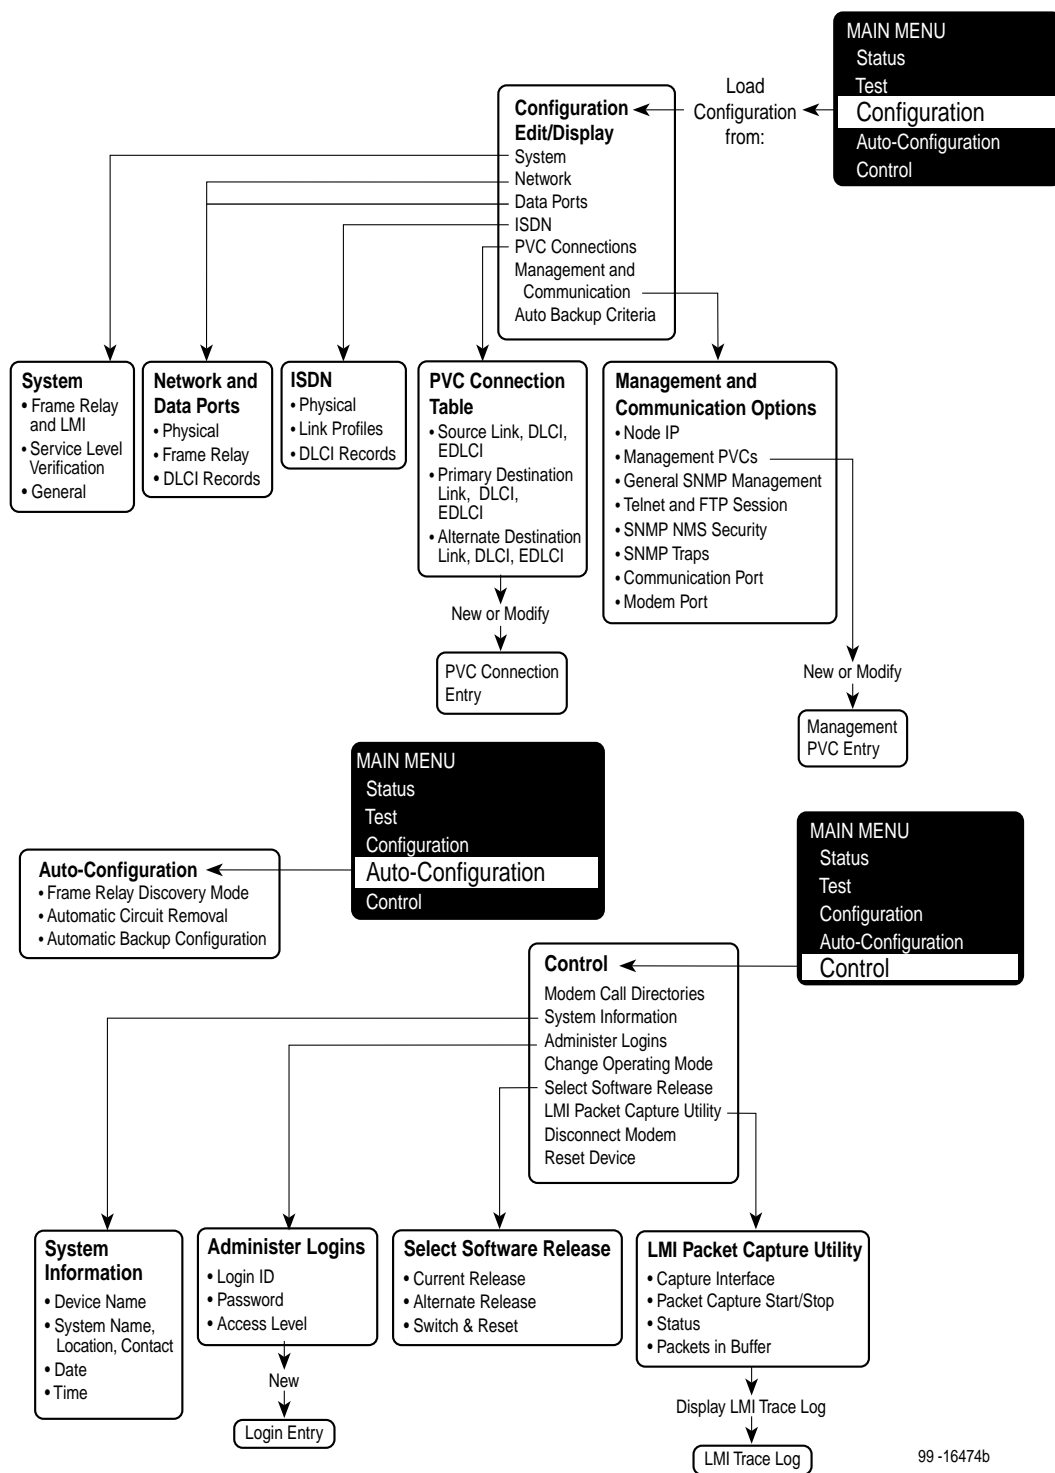 MAIN MENU
Status
Test
Configuration
Auto-Configuration
Control
Load
Configuration
from:
Configuration
Edit/Display
System
Network
Data Ports
ISDN
PVC Connections
Management and
Communication
Auto Backup Criteria
System
• Frame Relay
and LMI
• Service Level
Verification
• General
Network and
Data Ports
• Physical
• Frame Relay
• DLCI Records
ISDN
• Physical
• Link Profiles
• DLCI Records
PVC Connection
Table
• Source Link, DLCI,
EDLCI
• Primary Destination
Link, DLCI,
EDLCI
• Alternate Destination
Link, DLCI, EDLCI
New or Modify
PVC Connection
Entry
Management and
Communication Options
• Node IP
• Management PVCs
• General SNMP Management
• Telnet and FTP Session
• SNMP NMS Security
• SNMP Traps
• Communication Port
• Modem Port
New or Modify
Management
PVC Entry
MAIN MENU
Status
Test
Configuration
Auto-Configuration
Control
Auto-Configuration
• Frame Relay Discovery Mode
• Automatic Circuit Removal
• Automatic Backup Configuration
MAIN MENU
Status
Test
Configuration
Auto-Configuration
Control
Control
Modem Call Directories
System Information
Administer Logins
Change Operating Mode
Select Software Release
LMI Packet Capture Utility
Disconnect Modem
Reset Device
System
Information
• Device Name
• System Name,
Location, Contact
• Date
• Time
Administer Logins
• Login ID
• Password
• Access Level
New
Login Entry
Select Software Release
• Current Release
• Alternate Release
• Switch & Reset
LMI Packet Capture Utility
• Capture Interface
• Packet Capture Start/Stop
• Status
• Packets in Buffer
Display LMI Trace Log
LMI Trace Log
99 -16474b